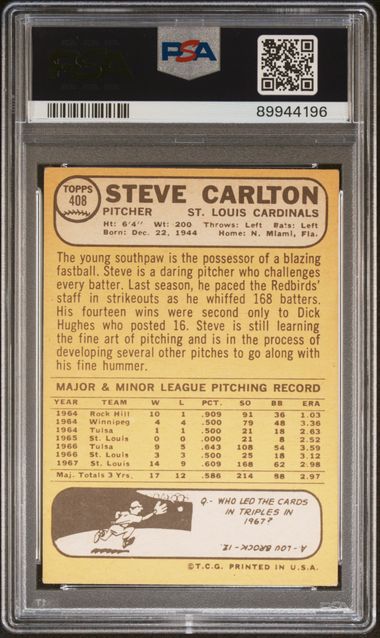 PSA
PSA
89944196
TOPPS
408
STEVE CARLTON
PITCHER ST. LOUIS CARDINALS
Ht: 6'4" Wt: 200 Throws: Left Bats: Left
Born: Dec. 22, 1944 Home: N. Miami, Fla.
The young southpaw is the possessor of a blazing
fastball. Steve is a daring pitcher who challenges
every batter. Last season, he paced the Redbirds'
staff in strikeouts as he whiffed 168 batters.
His fourteen wins were second only to Dick
Hughes who posted 16. Steve is still learning
the fine art of pitching and is in the process of
developing several other pitches to go along with
his fine hummer.
MAJOR & MINOR LEAGUE PITCHING RECORD
YEAR TEAM W L PCT. SO BB ERA
1964 Rock Hill 10 1 .909 91 36 1.03
1964 Winnipeg 4 4 .500 79 48 3.36
1964 Tulsa 1 1 .500 21 18 2.63
1965 St. Louis 0 0 .000 21 8 2.52
1966 Tulsa 9 5 .643 108 54 3.59
1966 St. Louis 3 3 .500 25 18 3.12
1967 St. Louis 14 9 .609 168 62 2.98
Maj. Totals 3 Yrs. 17 12 .586 214 88 2.97
Q.- WHO LED THE CARDS
IN TRIPLES IN
1967?
A.- LOU BROCK - 12.
©T.C.G. PRINTED IN U.S.A.